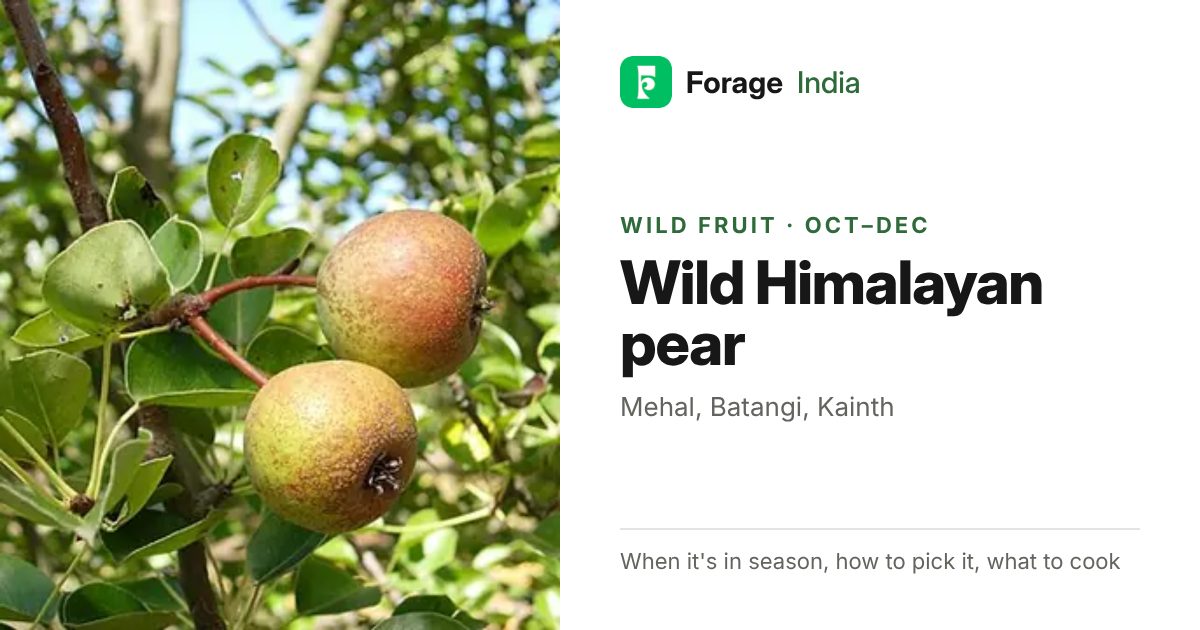 Forage India
WILD FRUIT · OCT–DEC
Wild Himalayan
pear
Mehal, Batangi, Kainth
When it's in season, how to pick it, what to cook